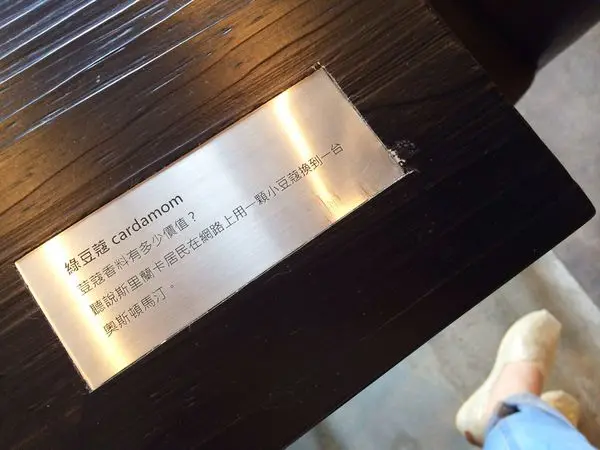 綠豆蔻 cardamom
荳蔻香料有多少價值？
聽說斯里蘭卡居民在網路上用一顆小豆蔻換到一台
奧斯頓馬汀。